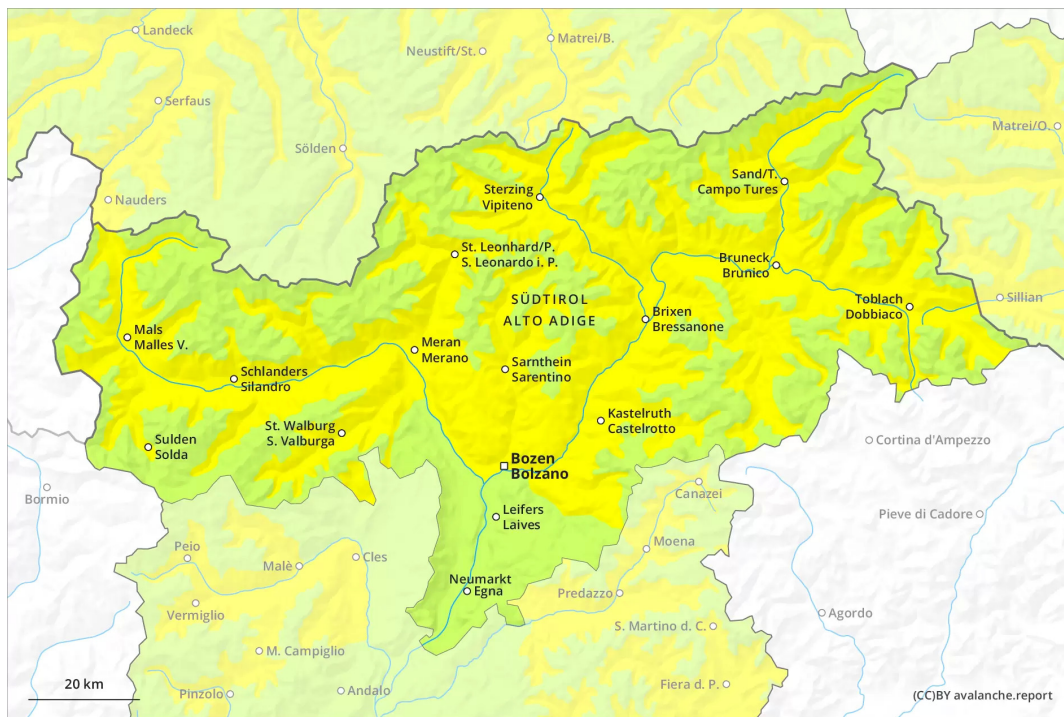 Landeck
Matrei/B.
Neustift/St.
Serfaus
Matrei/O.
Sölden
Sand/T.
Campo Tures
Sterzing
Vipiteno
Nauders
St. Leonhard/P.
S. Leonardo i. P.
Bruneck
Brunico
SÜDTIROL
ALTO ADIGE
Toblach
Dobbiaco
Sillian
Brixen
Bressanone
Mals
Malles V.
Meran
Merano
Sarnthein
Sarentino
Schlanders
Silandro
Kastelruth
Castelrotto
St. Walburg
S. Valburga
Sulden
Solda
Cortina d'Ampezzo
Bozen
Bolzano
Bormio
Canazei
Leifers
Laives
Pieve di Cadore
Moena
Peio
Cles
Malè
Neumarkt
Egna
Predazzo
Vermiglio
Agordo
S. Martino d. C.
M. Campiglio
20 km
Pinzolo
Andalo
Fiera d. P.
(CC)BY avalanche.report